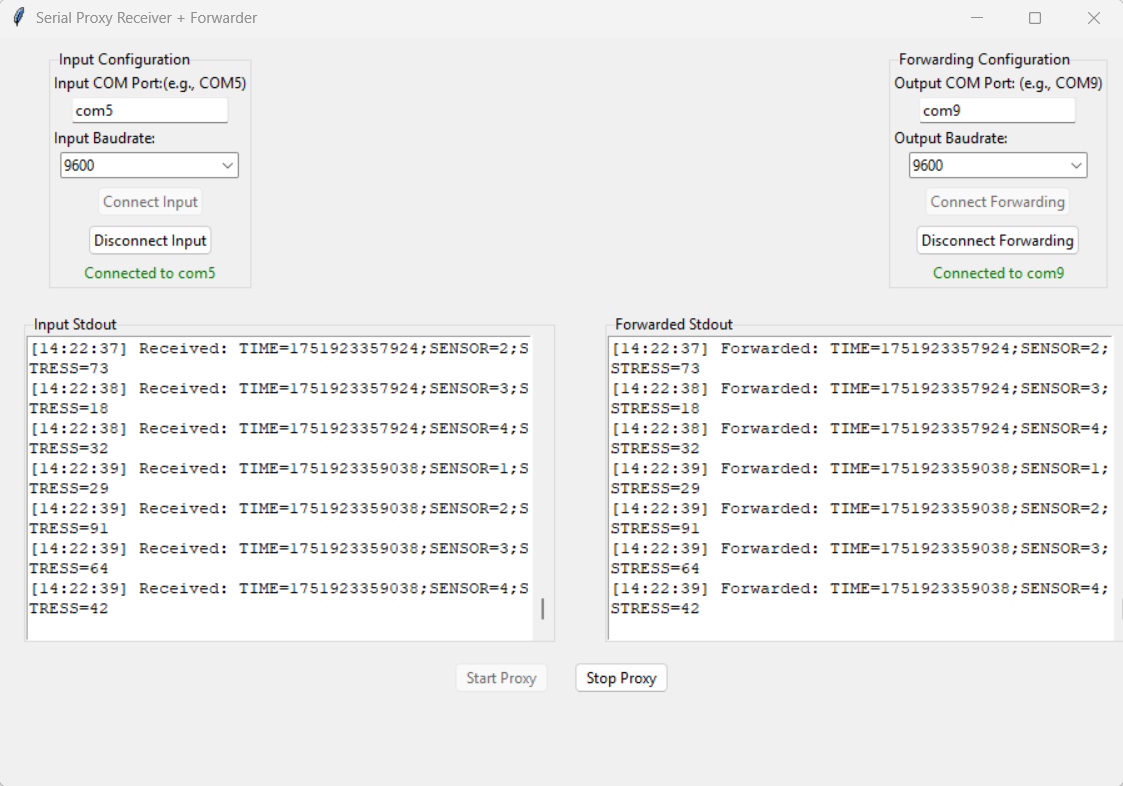 Serial Proxy Receiver + Forwarder
Input Configuration
Input COM Port:(e.g., COM5)
com5
Input Baudrate:
9600
Connect Input
Disconnect Input
Connected to com5
Forwarding Configuration
Output COM Port: (e.g., COM9)
com9
Output Baudrate:
9600
Connect Forwarding
Disconnect Forwarding
Connected to com9
Input Stdout
[14:22:37] Received: TIME=1751923357924;SENSOR=2;S
TRESS=73
[14:22:38] Received: TIME=1751923357924;SENSOR=3;S
TRESS=18
[14:22:38] Received: TIME=1751923357924;SENSOR=4;S
TRESS=32
[14:22:39] Received: TIME=1751923359038;SENSOR=1;S
TRESS=29
[14:22:39] Received: TIME=1751923359038;SENSOR=2;S
TRESS=91
[14:22:39] Received: TIME=1751923359038;SENSOR=3;S
TRESS=64
[14:22:39] Received: TIME=1751923359038;SENSOR=4;S
TRESS=42
Forwarded Stdout
[14:22:37] Forwarded: TIME=1751923357924;SENSOR=2;
STRESS=73
[14:22:38] Forwarded: TIME=1751923357924;SENSOR=3;
STRESS=18
[14:22:38] Forwarded: TIME=1751923357924;SENSOR=4;
STRESS=32
[14:22:39] Forwarded: TIME=1751923359038;SENSOR=1;
STRESS=29
[14:22:39] Forwarded: TIME=1751923359038;SENSOR=2;
STRESS=91
[14:22:39] Forwarded: TIME=1751923359038;SENSOR=3;
STRESS=64
[14:22:39] Forwarded: TIME=1751923359038;SENSOR=4;
STRESS=42
Start Proxy
Stop Proxy